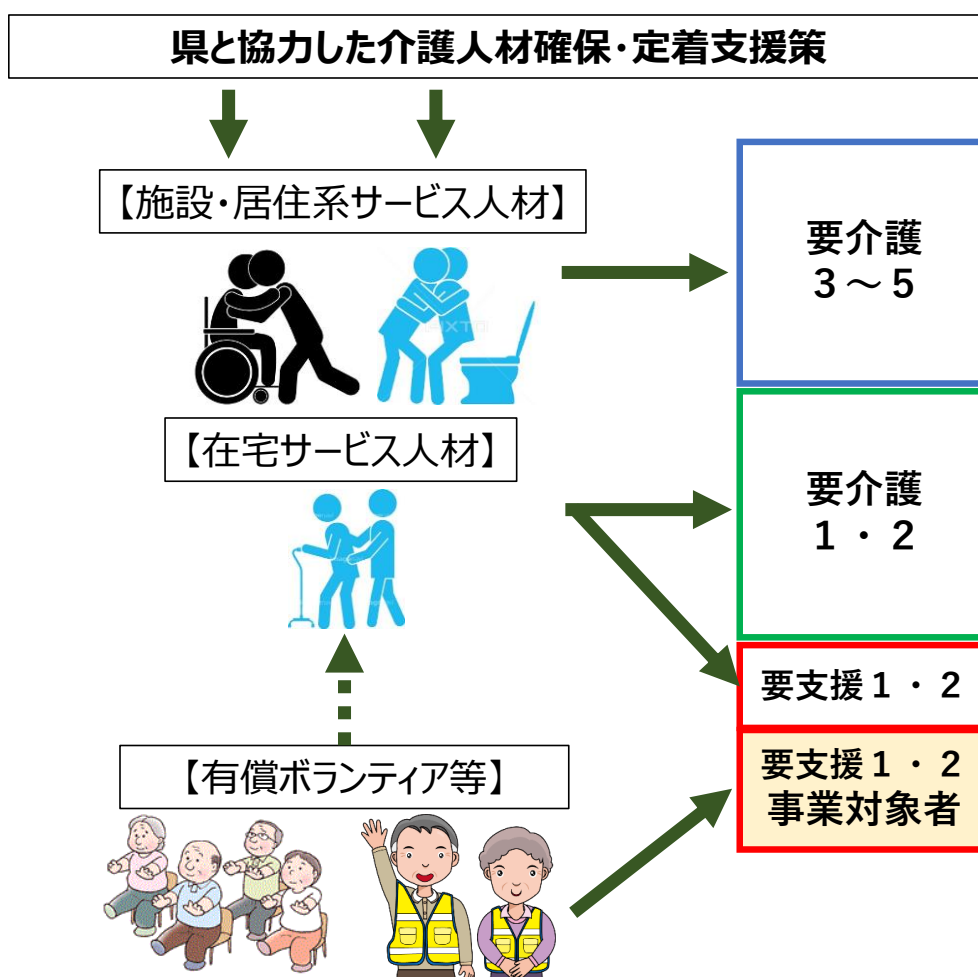 県と協力した介護人材確保・定着支援策
【施設・居住系サービス人材】
要介護
３～５
【在宅サービス人材】
要介護
１・２
要支援１・２
【有償ボランティア等】
要支援１・２
事業対象者